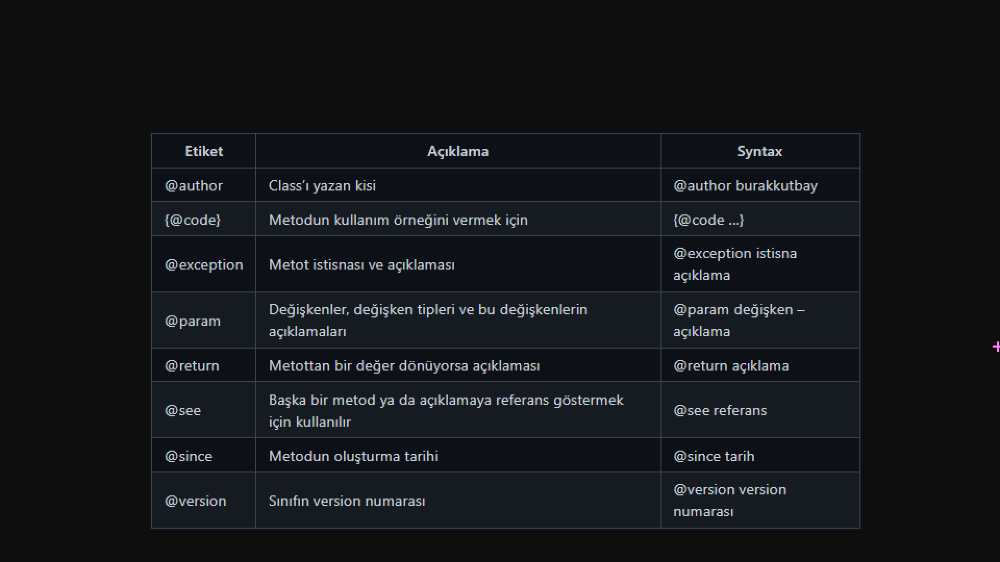 Etiket Açıklama Syntax
@author Class’ı yazan kisi @author burakkutbay
{@code} Metodun kullanım örneğini vermek için {@code ...}
@exception Metot istisnası ve açıklaması @exception istisna
açıklama
@param Değişkenler, değişken tipleri ve bu değişkenlerin
açıklamaları
@param değişken –
açıklama
@return Metottan bir değer dönüyorsa açıklaması @return açıklama
@see Başka bir metod ya da açıklamaya referans göstermek
için kullanılır
@see referans
@since Metodun oluşturma tarihi @since tarih
@version Sınıfın version numarası @version version
numarası